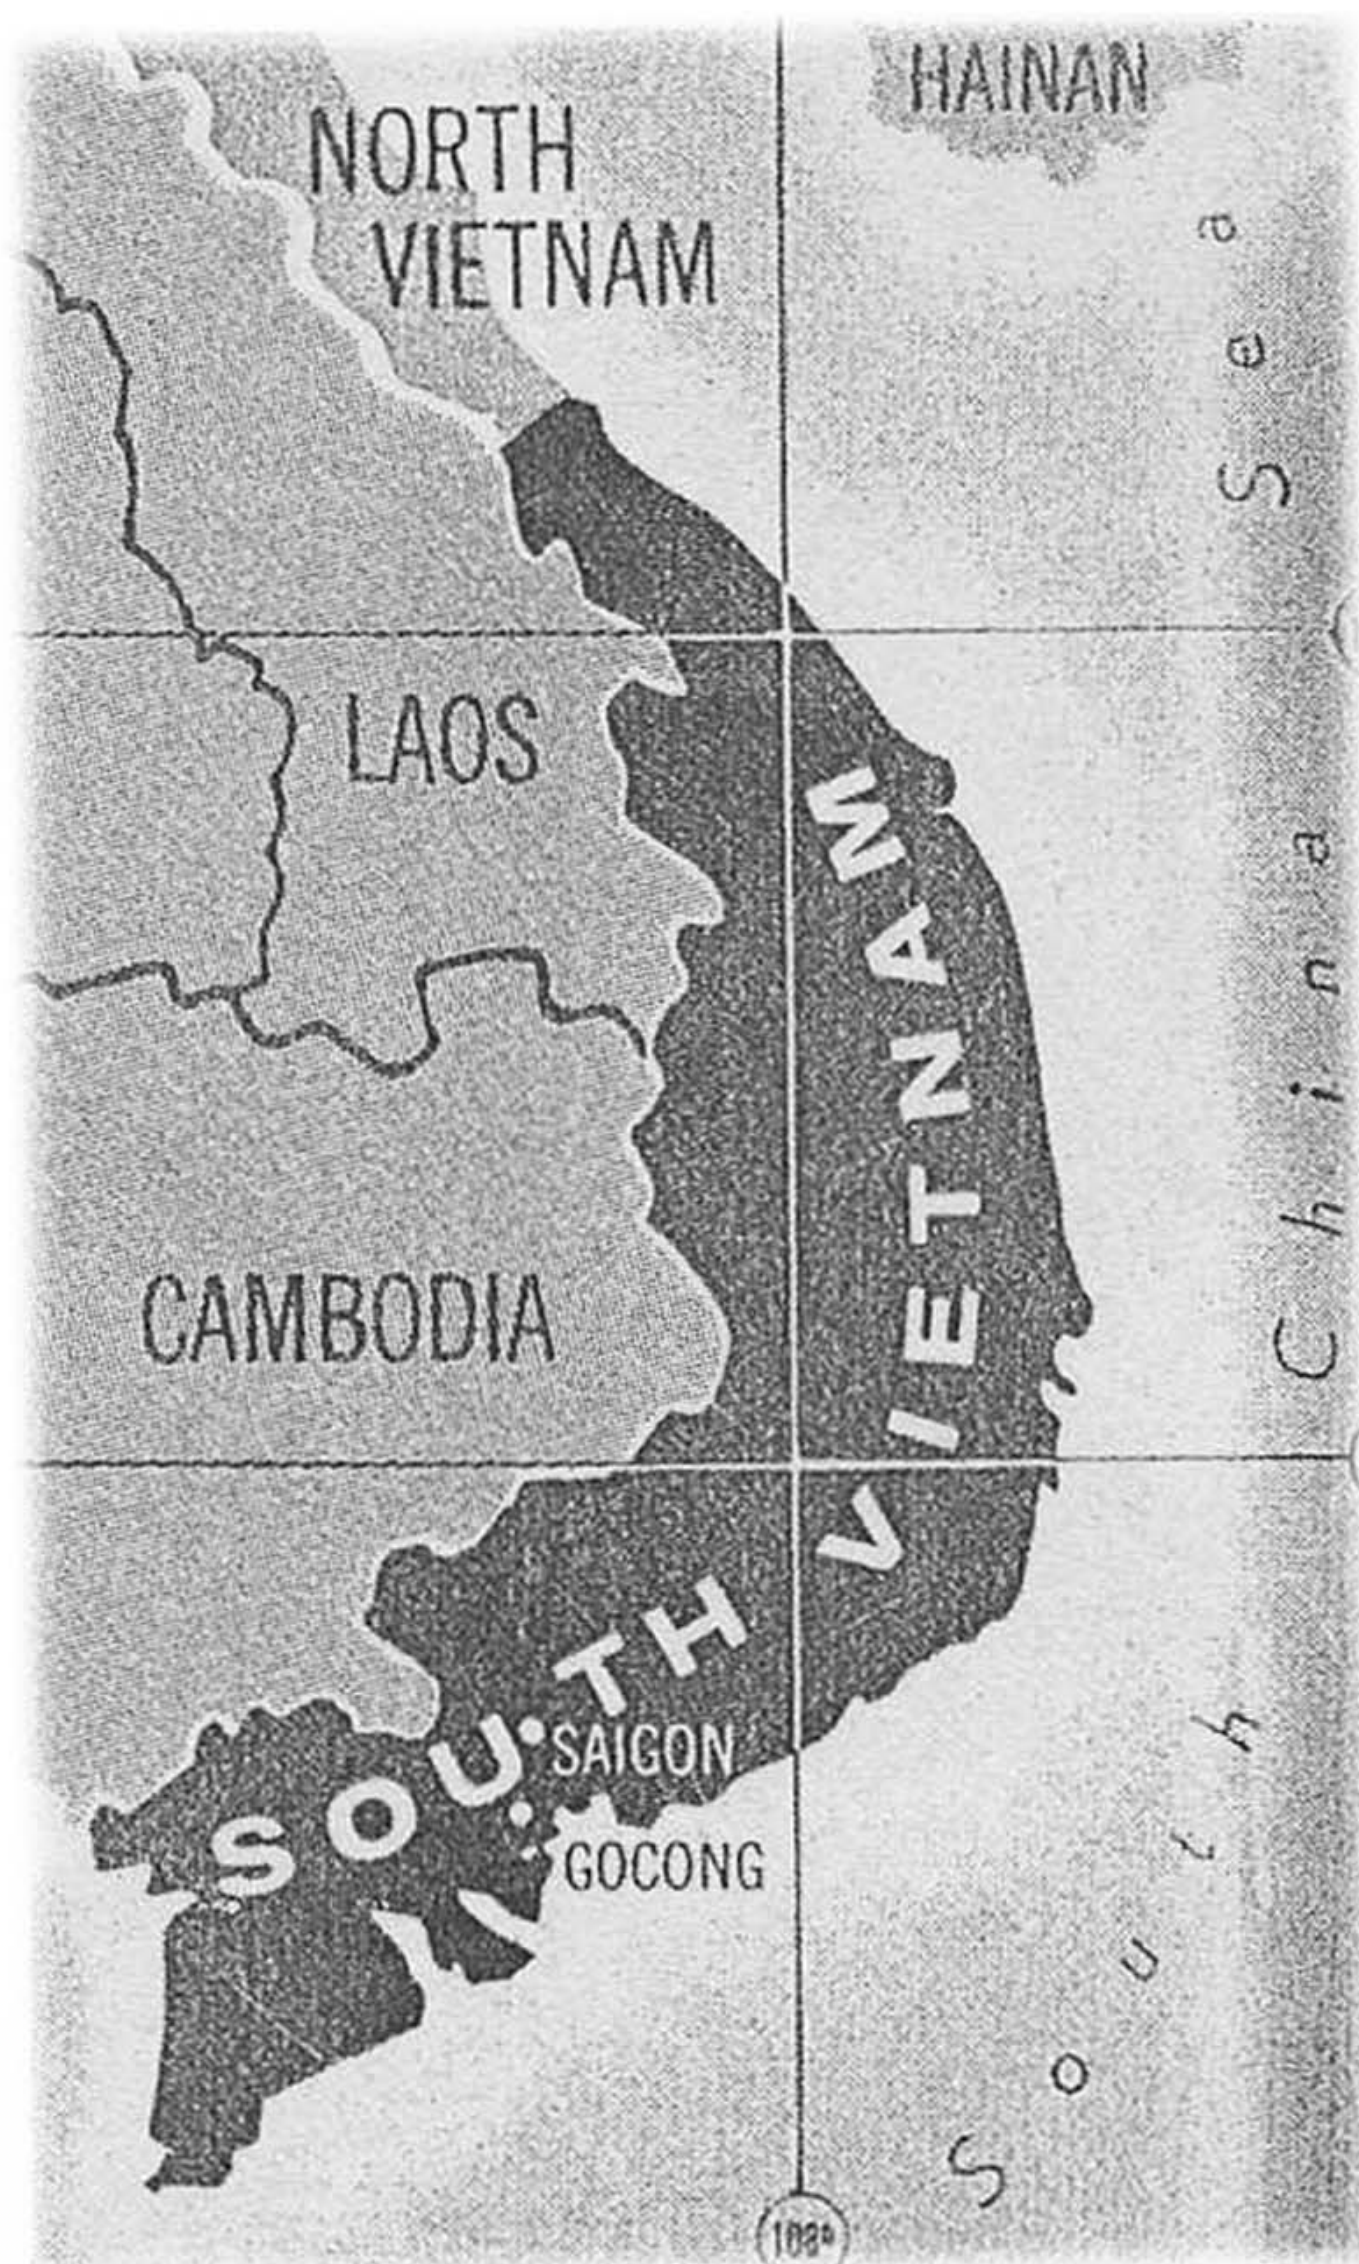 HAINAN
NORTH
VIETNAM
LAOS
CAMBODIA
SOUTH VIETNAM
SAIGON
GOCONG
South China Sea
108°